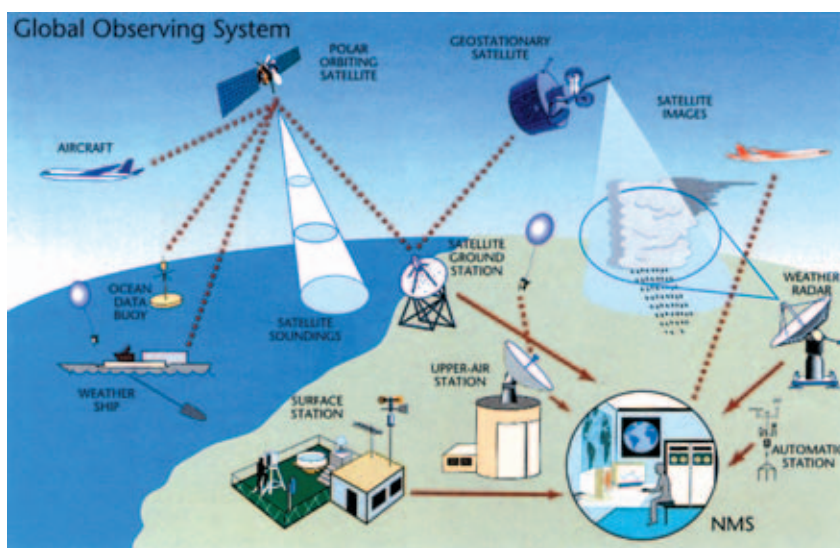 Global Observing System
POLAR
ORBITING
SATELLITE
GEOSTATIONARY
SATELLITE
SATELLITE
IMAGES
AIRCRAFT
OCEAN
DATA
BUOY
SATELLITE
GROUND
STATION
WEATHER
RADAR
SATELLITE
SOUNDINGS
WEATHER
SHIP
UPPER-AIR
STATION
SURFACE
STATION
AUTOMATIC
STATION
NMS